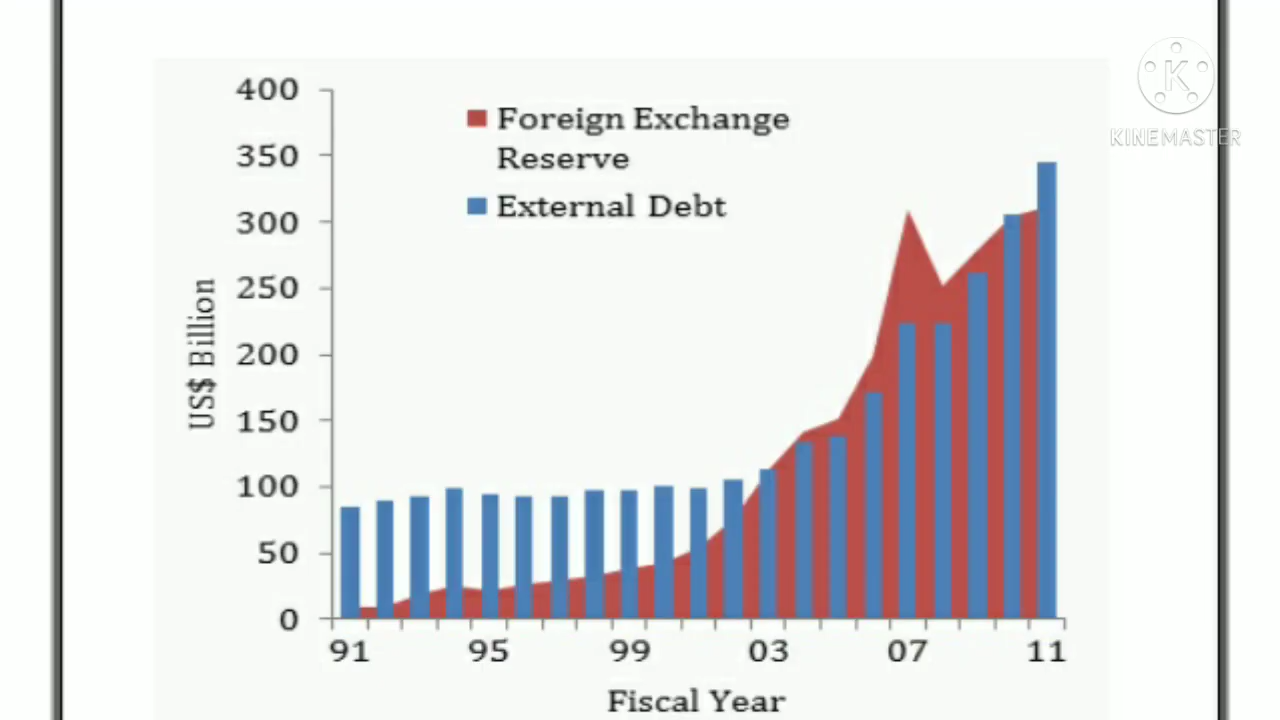 400
350
300
250
200
150
100
50
0
US$ Billion
Foreign Exchange
Reserve
External Debt
91 95 99 03 07 11
Fiscal Year
K
KINEMASTER